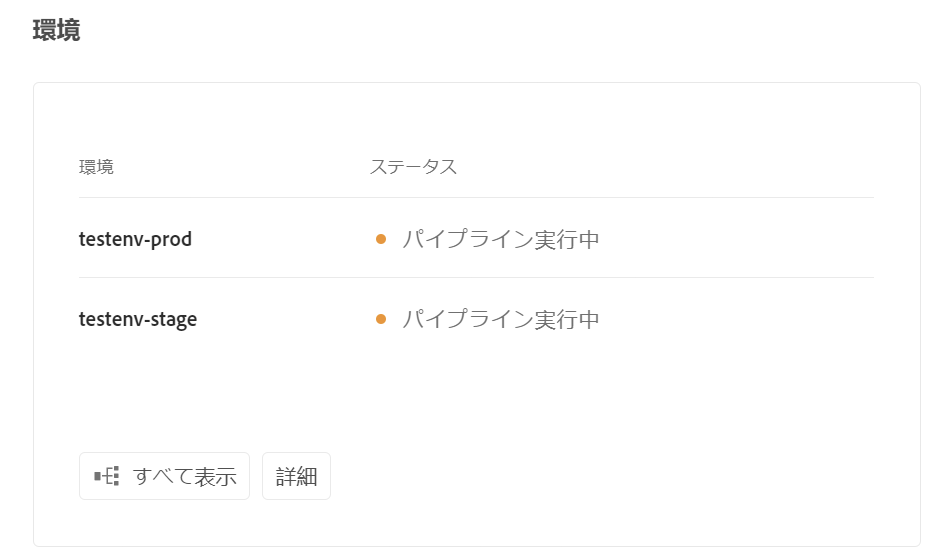 環境
環境 ステータス
testenv-prod パイプライン実行中
testenv-stage パイプライン実行中
すべて表示 詳細